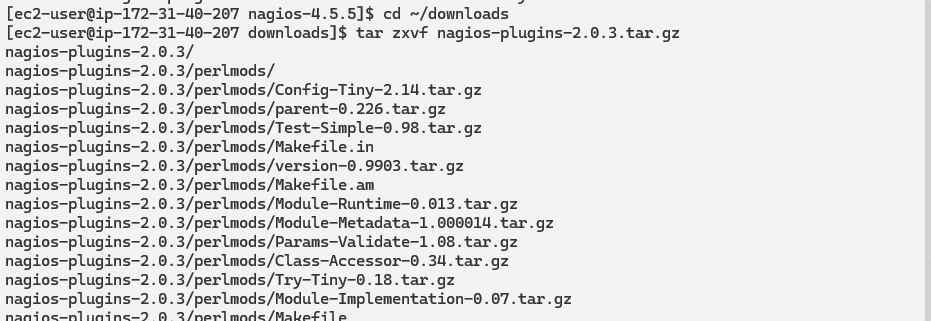 [ec2-user@ip-172-31-40-207 nagios-4.5.5]$ cd ~/downloads
[ec2-user@ip-172-31-40-207 downloads]$ tar zxvf nagios-plugins-2.0.3.tar.gz
nagios-plugins-2.0.3/
nagios-plugins-2.0.3/perlmods/
nagios-plugins-2.0.3/perlmods/Config-Tiny-2.14.tar.gz
nagios-plugins-2.0.3/perlmods/parent-0.226.tar.gz
nagios-plugins-2.0.3/perlmods/Test-Simple-0.98.tar.gz
nagios-plugins-2.0.3/perlmods/Makefile.in
nagios-plugins-2.0.3/perlmods/version-0.9903.tar.gz
nagios-plugins-2.0.3/perlmods/Makefile.am
nagios-plugins-2.0.3/perlmods/Module-Runtime-0.013.tar.gz
nagios-plugins-2.0.3/perlmods/Module-Metadata-1.000014.tar.gz
nagios-plugins-2.0.3/perlmods/Params-Validate-1.08.tar.gz
nagios-plugins-2.0.3/perlmods/Class-Accessor-0.34.tar.gz
nagios-plugins-2.0.3/perlmods/Try-Tiny-0.18.tar.gz
nagios-plugins-2.0.3/perlmods/Module-Implementation-0.07.tar.gz
nagios-plugins-2.0.3/perlmods/Makefile